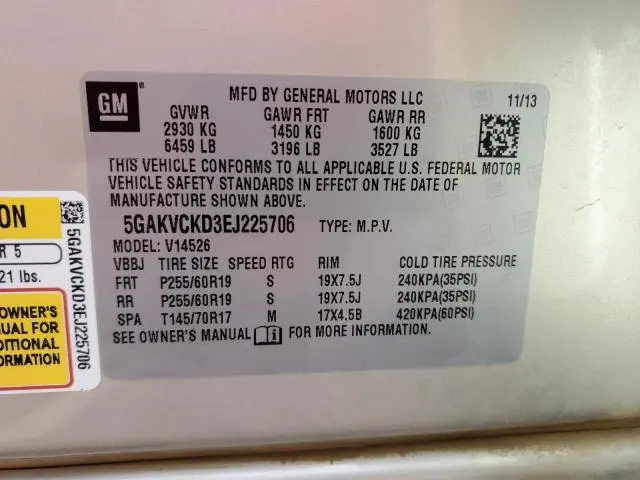 GM ®
MFD BY GENERAL MOTORS LLC 11/13
GVWR GAWR FRT GAWR RR
2930 KG 1450 KG 1600 KG
6459 LB 3196 LB 3527 LB
THIS VEHICLE CONFORMS TO ALL APPLICABLE U.S. FEDERAL MOTOR
VEHICLE SAFETY STANDARDS IN EFFECT ON THE DATE OF
MANUFACTURE SHOWN ABOVE.
5GAKVCKD3EJ225706 TYPE: M.P.V.
MODEL: V14526
VBBJ TIRE SIZE SPEED RTG RIM COLD TIRE PRESSURE
FRT P255/60R19 S 19X7.5J 240KPA(35PSI)
RR P255/60R19 S 19X7.5J 240KPA(35PSI)
SPA T145/70R17 M 17X4.5B 420KPA(60PSI)
SEE OWNER'S MANUAL i FOR MORE INFORMATION.
ON
R 5
21 lbs.
OWNER'S
UAL FOR
ITIONAL
RMATION
5GAKVCKD3EJ225706